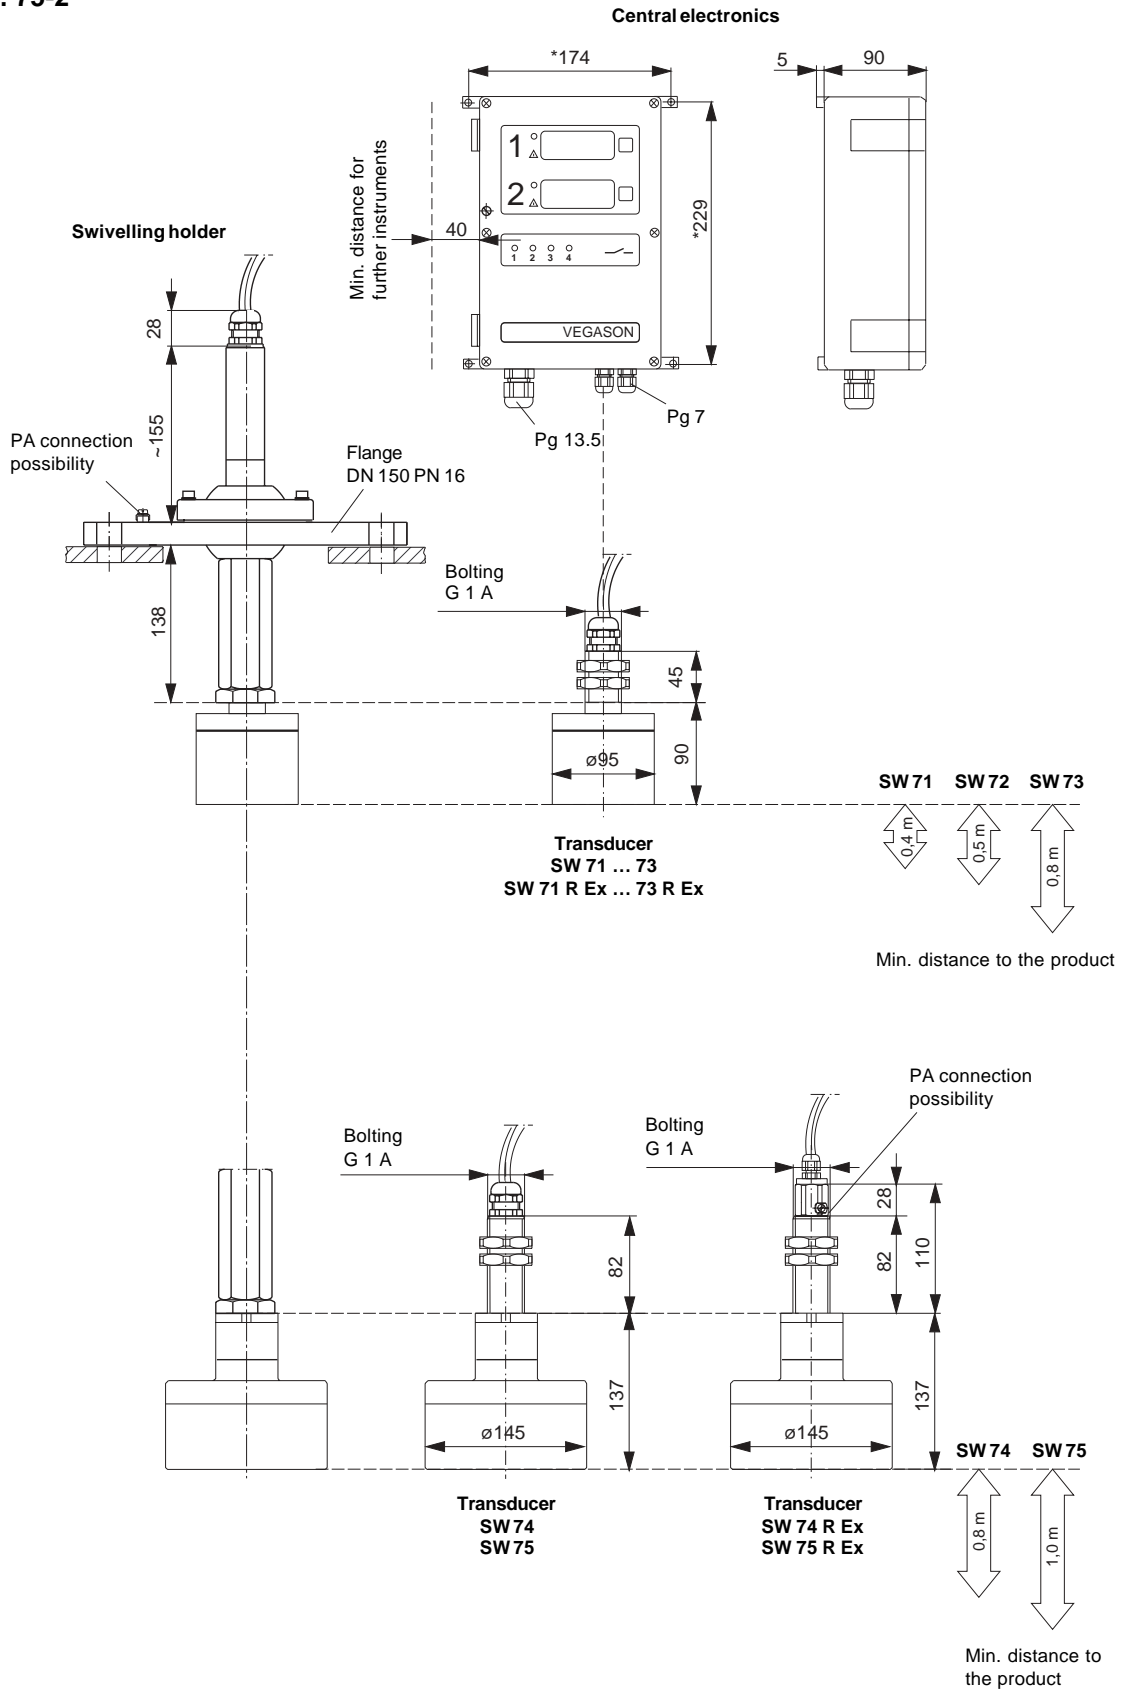 . 75-2
Central electronics
*174
5
90
1
2
Min. distance for
further instruments
40
*229
1 2 3 4
VEGASON
Pg 7
Pg 13.5
Swivelling holder
28
~155
PA connection
possibility
Flange
DN 150 PN 16
138
Bolting
G 1 A
45
90
ø95
Transducer
SW 71 … 73
SW 71 R Ex … 73 R Ex
SW 71 SW 72 SW 73
0,4 m
0,5 m
0,8 m
Min. distance to the product
PA connection
possibility
Bolting
G 1 A
Bolting
G 1 A
82
137
ø145
28
82
110
137
ø145
Transducer
SW 74
SW 75
Transducer
SW 74 R Ex
SW 75 R Ex
SW 74 SW 75
0,8 m
1,0 m
Min. distance to
the product